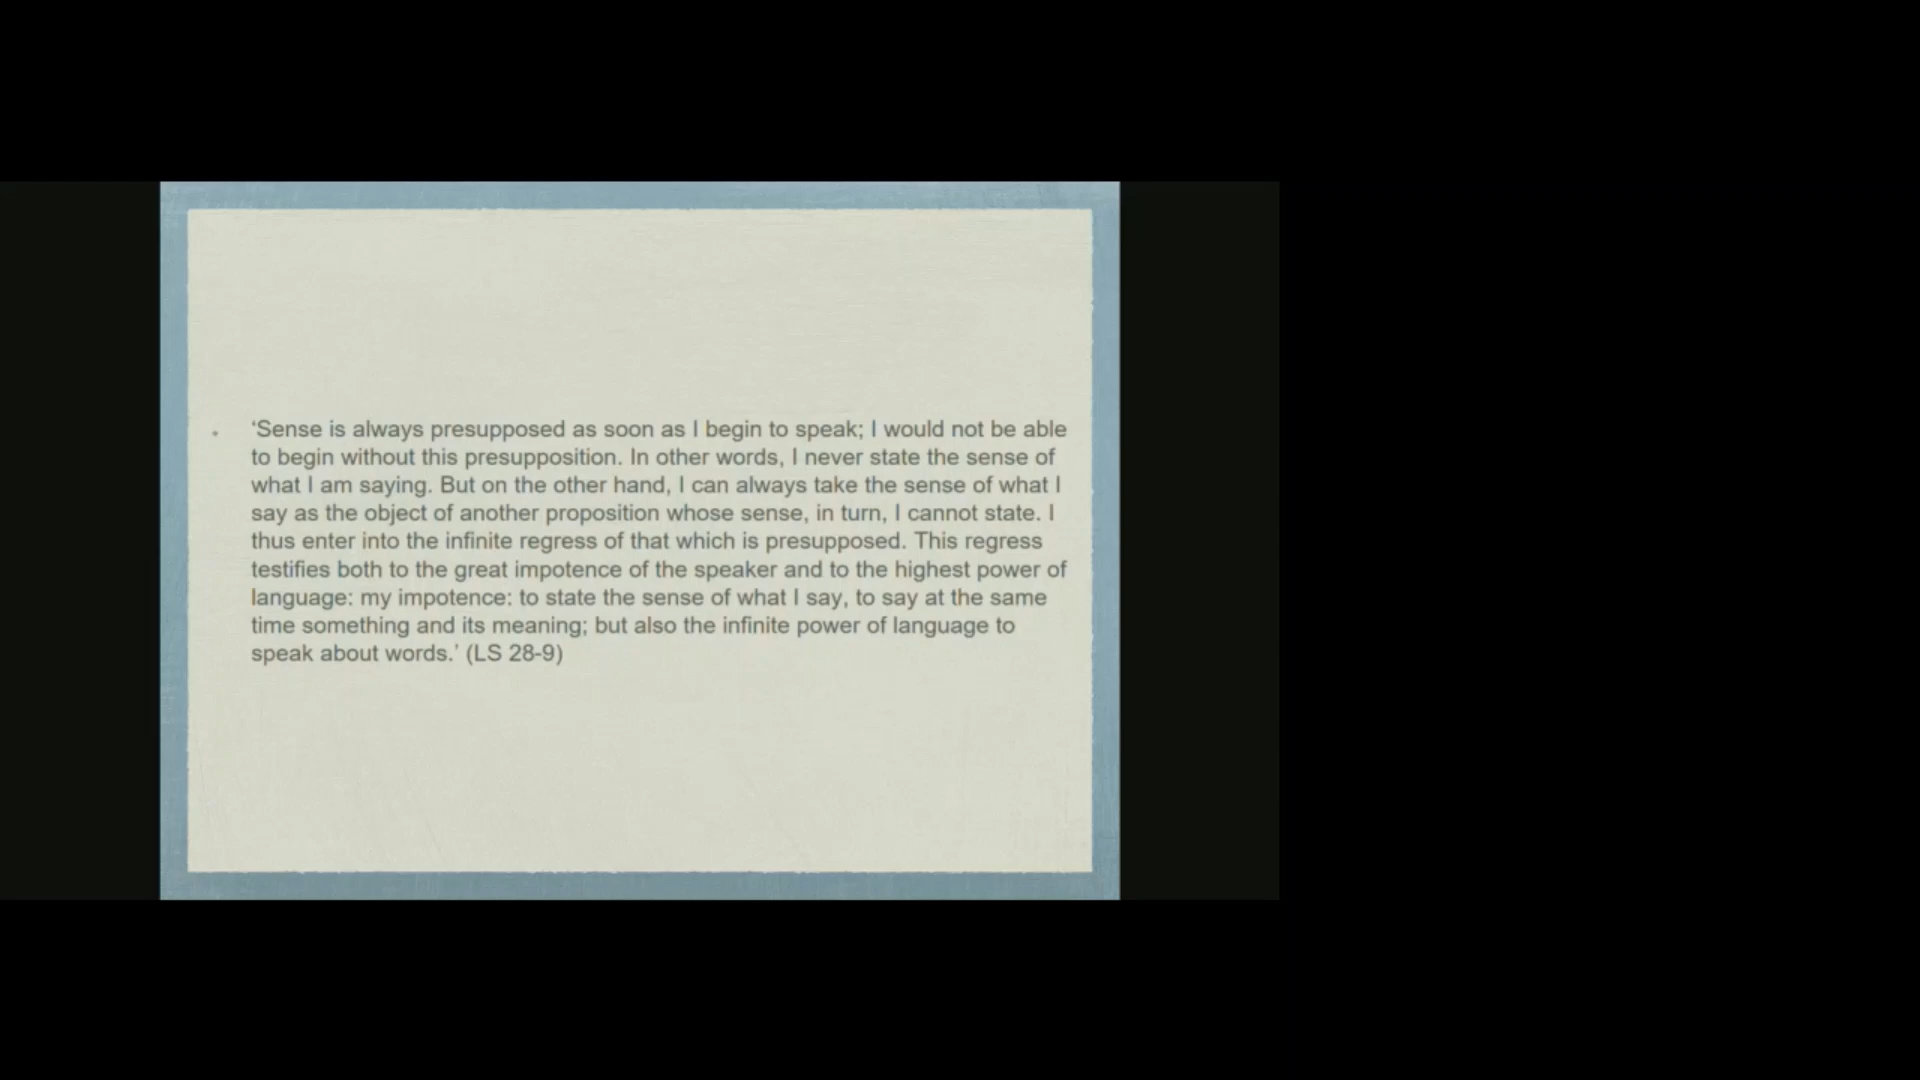 ‘Sense is always presupposed as soon as I begin to speak; I would not be able
to begin without this presupposition. In other words, I never state the sense of
what I am saying. But on the other hand, I can always take the sense of what I
say as the object of another proposition whose sense, in turn, I cannot state. I
thus enter into the infinite regress of that which is presupposed. This regress
testifies both to the great impotence of the speaker and to the highest power of
language: my impotence: to state the sense of what I say, to say at the same
time something and its meaning; but also the infinite power of language to
speak about words.’ (LS 28-9)